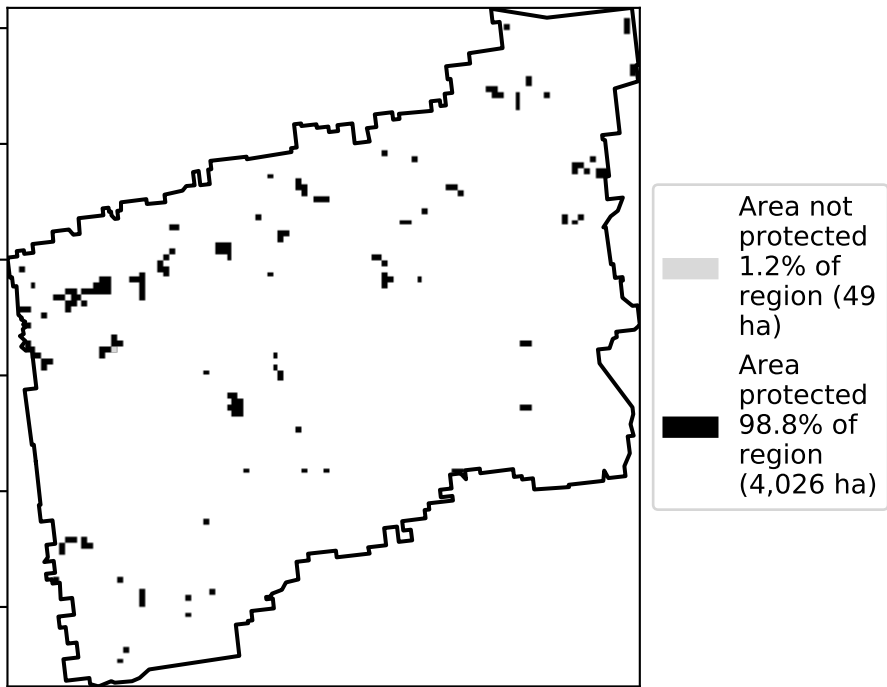 Area not
protected
1.2% of
region (49
ha)
Area
protected
98.8% of
region
(4,026 ha)